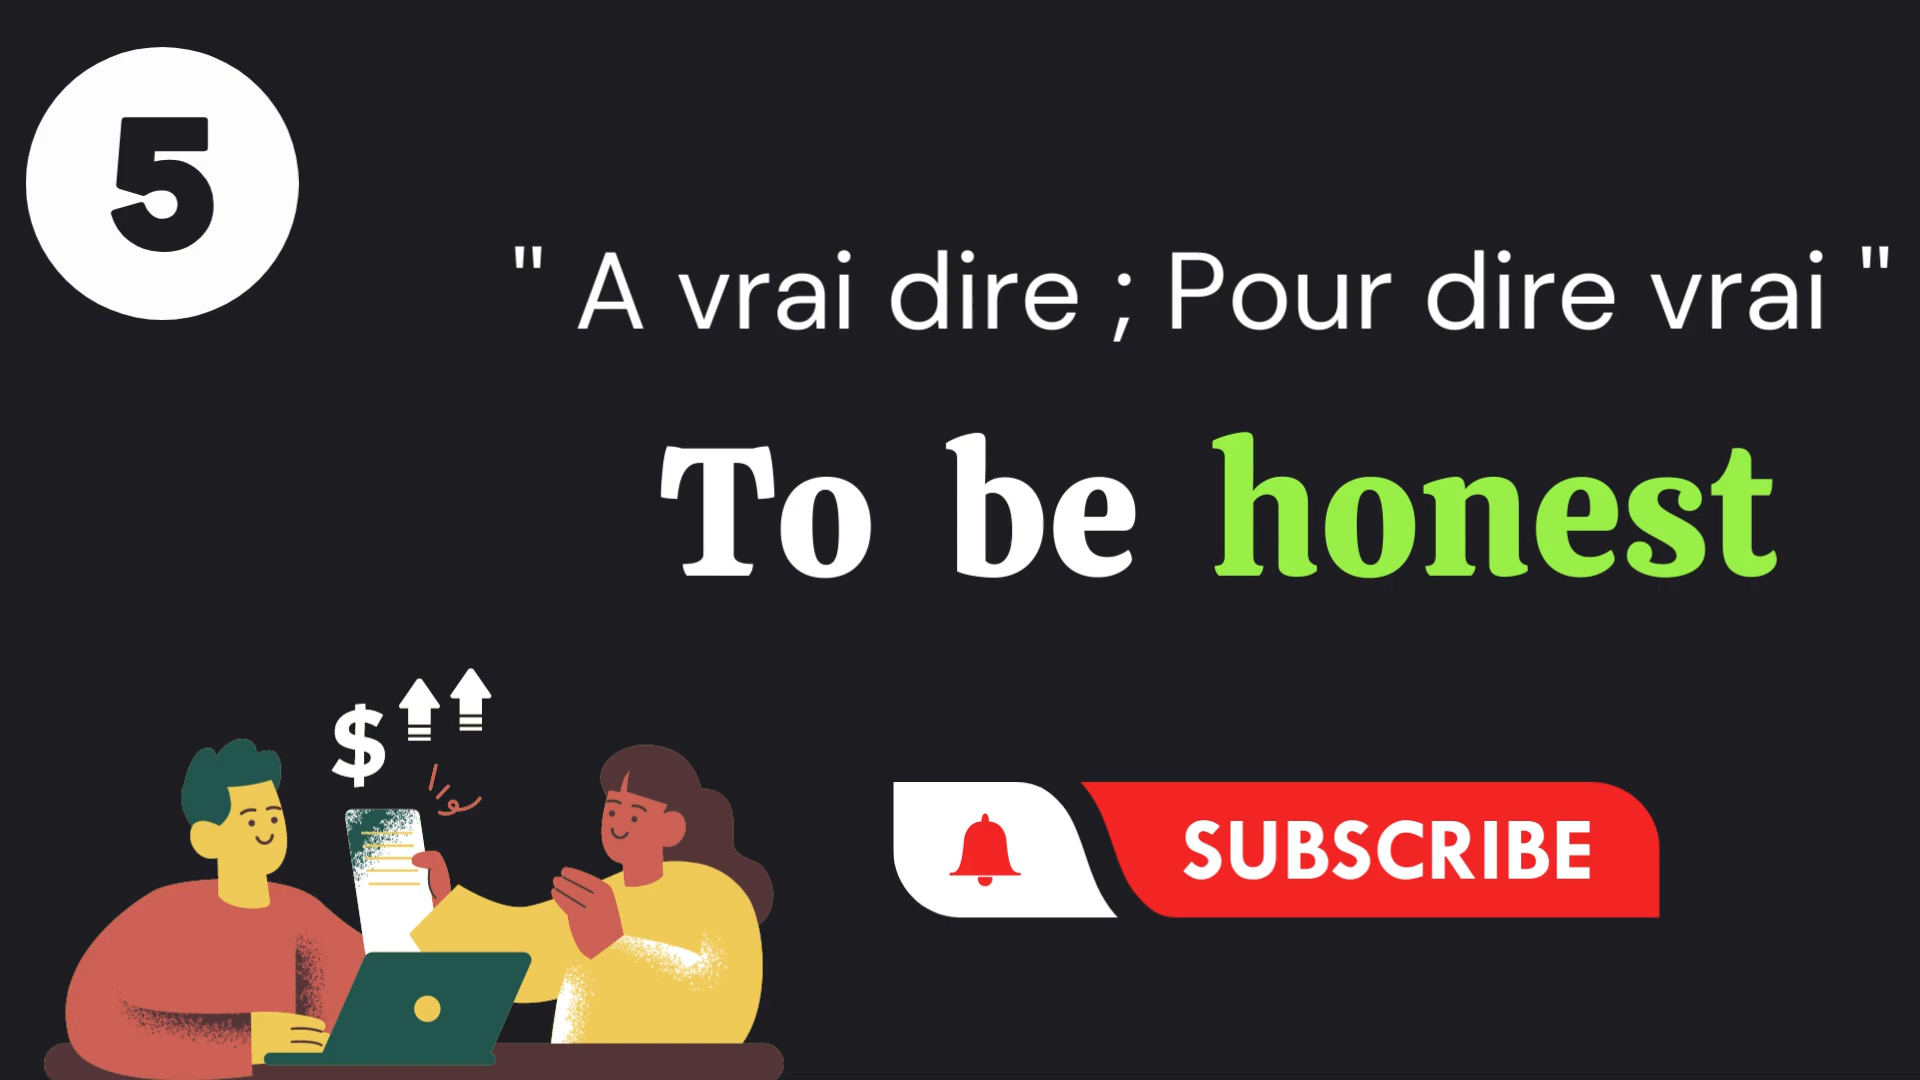 5
" A vrai dire ; Pour dire vrai "
To be honest
$
SUBSCRIBE